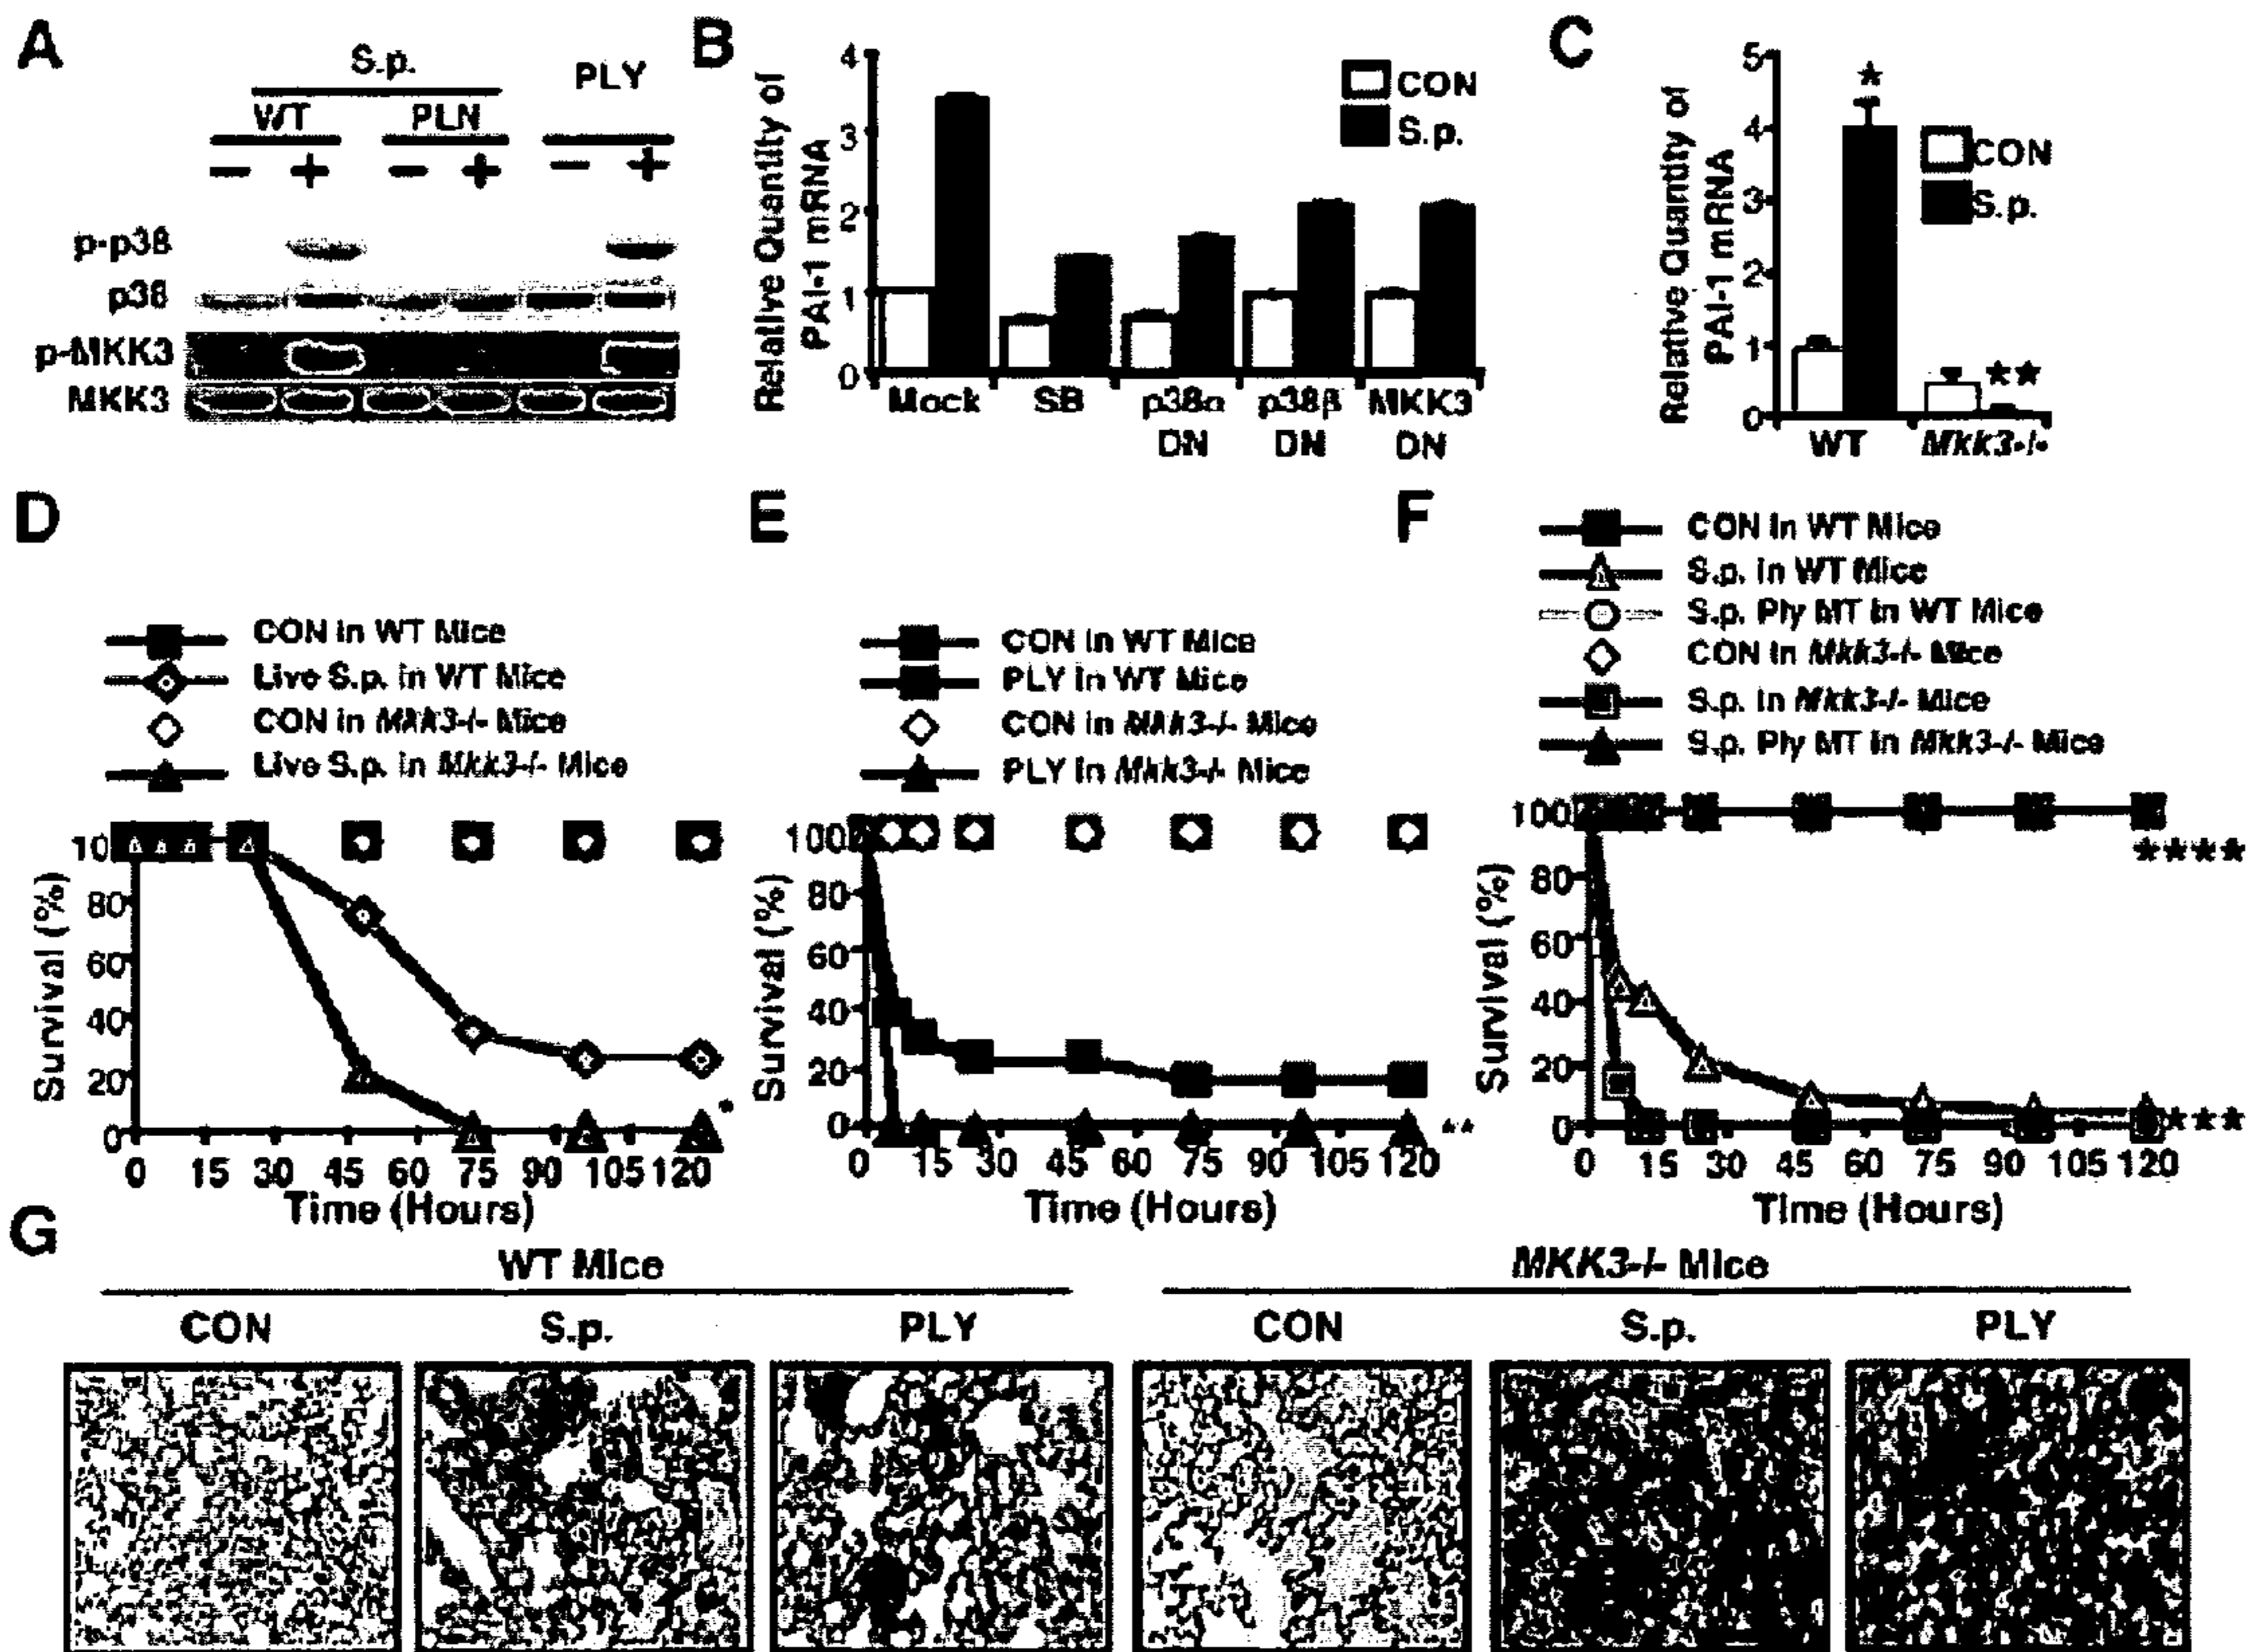 A
S.p.
PLY
WT
PLN
− + − + − +
p-p38
p38
p-MKK3
MKK3
B
Relative Quantity of
PAI-1 mRNA
4
3
2
1
0
CON
S.p.
Mock SB p38α p38β MKK3
DN DN DN
C
Relative Quantity of
PAI-1 mRNA
5
4
3
2
1
0
*
**
CON
S.p.
WT Mkk3-/-
D
CON in WT Mice
Live S.p. in WT Mice
CON in Mkk3-/- Mice
Live S.p. in Mkk3-/- Mice
Survival (%)
10
80
60
40
20
0
*
0 15 30 45 60 75 90 105 120
Time (Hours)
E
CON in WT Mice
PLY in WT Mice
CON in Mkk3-/- Mice
PLY in Mkk3-/- Mice
Survival (%)
100
80
60
40
20
0
**
0 15 30 45 60 75 90 105 120
Time (Hours)
F
CON in WT Mice
S.p. in WT Mice
S.p. Ply MT in WT Mice
CON in Mkk3-/- Mice
S.p. in Mkk3-/- Mice
S.p. Ply MT in Mkk3-/- Mice
Survival (%)
100
80
60
40
20
0
****
***
0 15 30 45 60 75 90 105 120
Time (Hours)
G
WT Mice
MKK3-/- Mice
CON S.p. PLY CON S.p. PLY